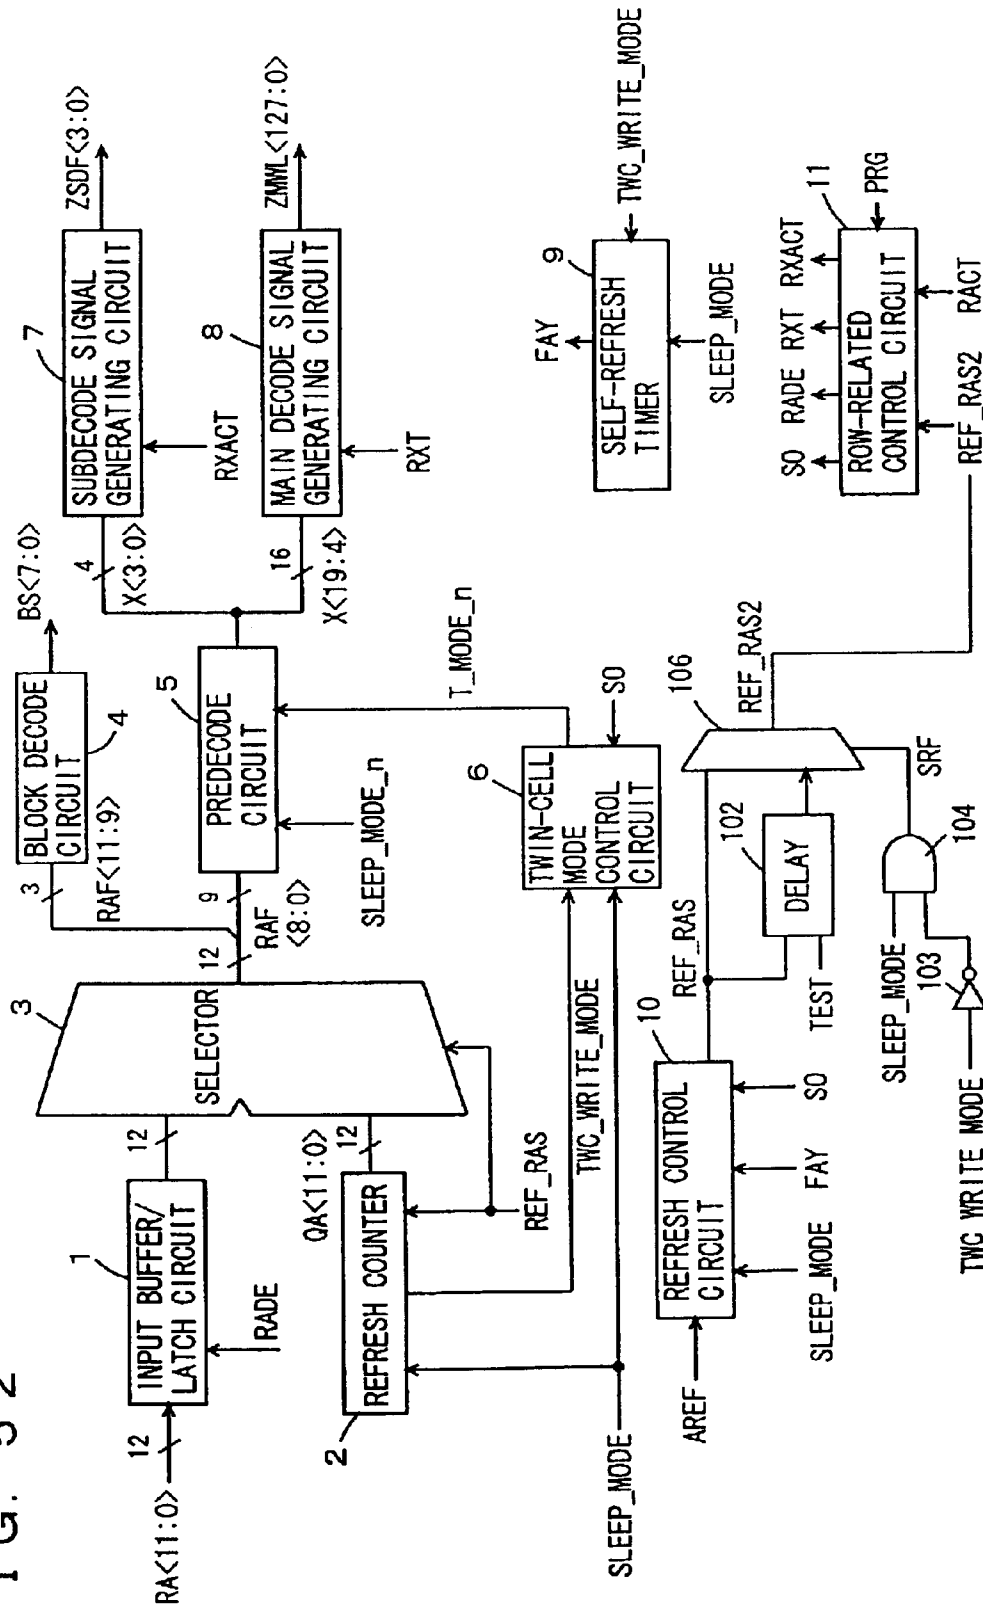 RA<11:0>
12
1
INPUT BUFFER/
LATCH CIRCUIT
RADE
12
3
SELECTOR
12
RAF<11:9>
3
BLOCK DECODE
CIRCUIT
4
BS<7:0>
RAF
<8:0>
9
5
PREDECODE
CIRCUIT
SLEEP_MODE_n
4
X<3:0>
7
SUBDECODE SIGNAL
GENERATING CIRCUIT
ZSDF<3:0>
RXACT
16
X<19:4>
8
MAIN DECODE SIGNAL
GENERATING CIRCUIT
ZMWL<127:0>
RXT
2
REFRESH COUNTER
QA<11:0>
12
REF_RAS
TWC_WRITE_MODE
SLEEP_MODE
6
TWIN-CELL
MODE
CONTROL
CIRCUIT
T_MODE_n
SO
9
SELF-REFRESH
TIMER
FAY
TWC_WRITE_MODE
SLEEP_MODE
AREF
10
REFRESH CONTROL
CIRCUIT
SLEEP_MODE
FAY
SO
REF_RAS
102
DELAY
TEST
106
REF_RAS2
SRF
SLEEP_MODE
104
103
TWC WRITE MODE
SO
RADE
RXT
RXACT
11
ROW-RELATED
CONTROL CIRCUIT
PRG
REF_RAS2
RACT